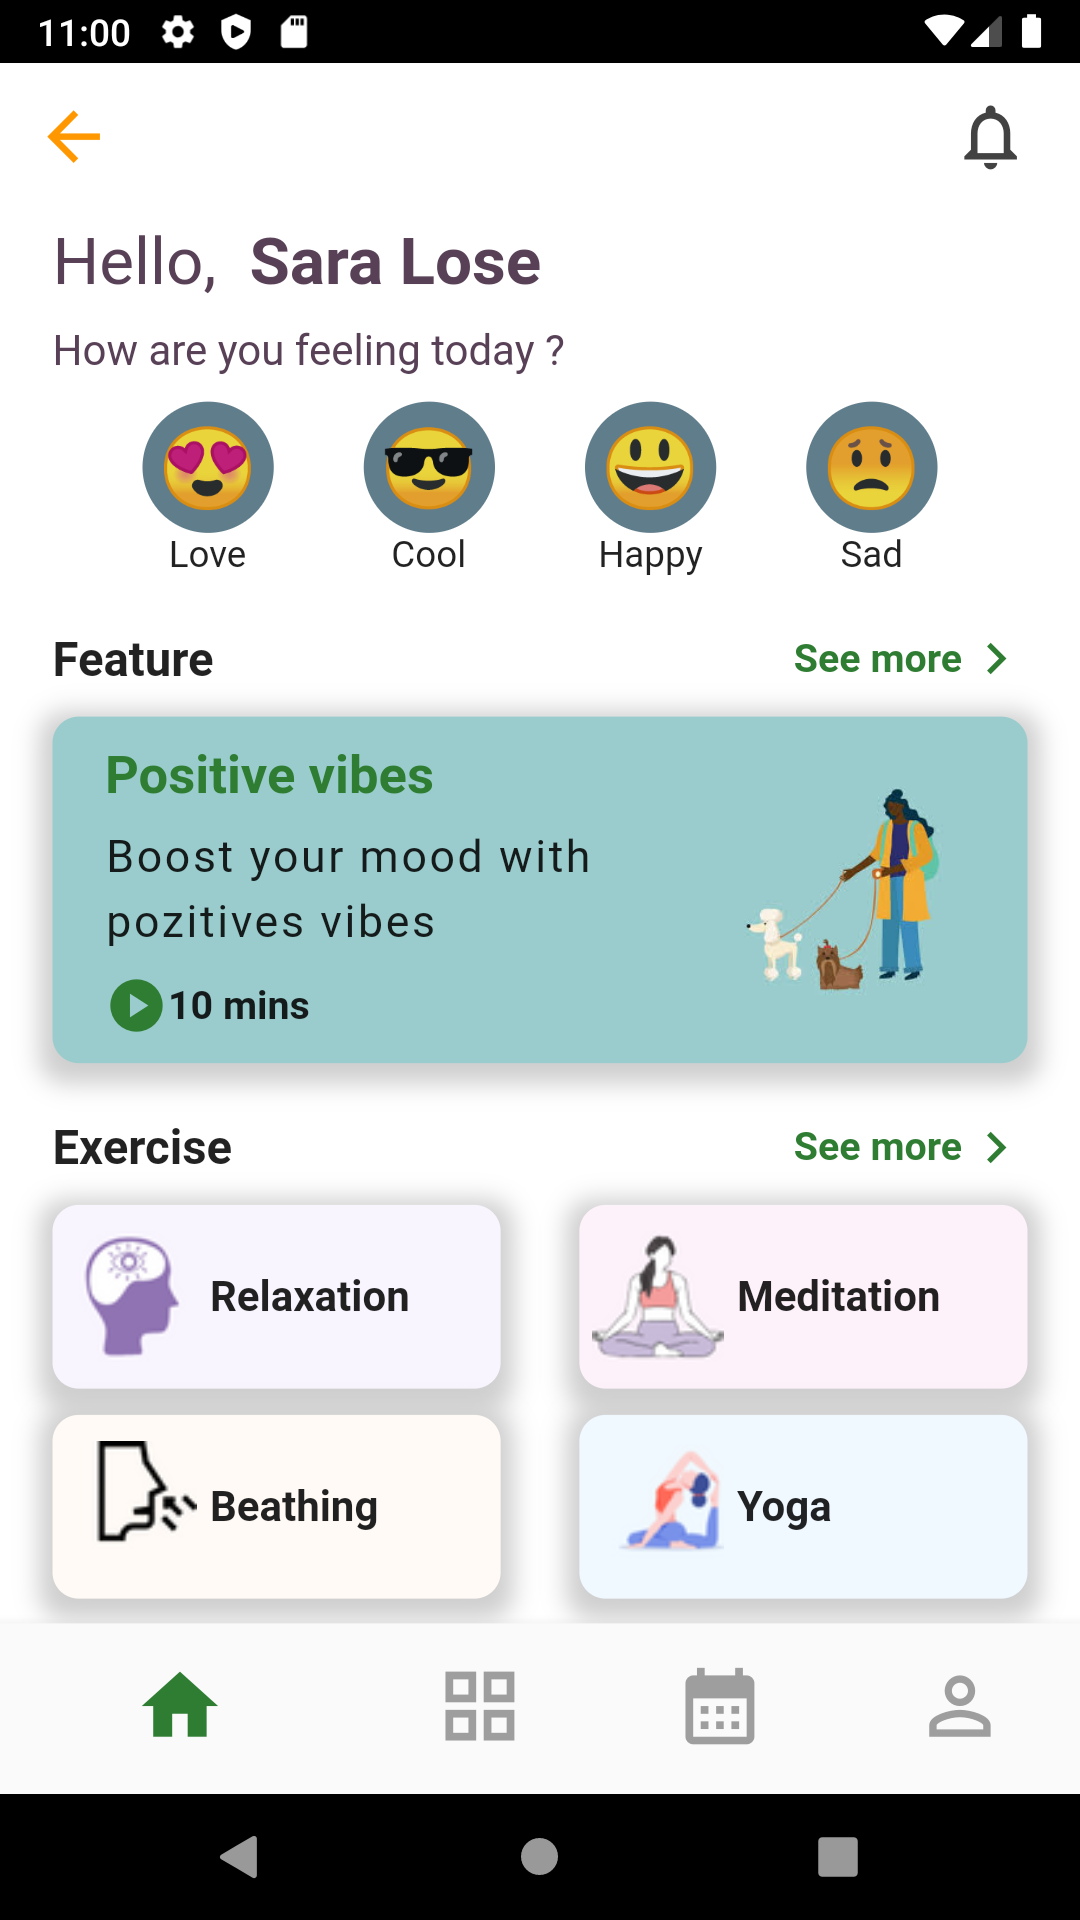 11:00
Hello, Sara Lose
How are you feeling today ?
Love Cool Happy Sad
Feature See more
Positive vibes
Boost your mood with
pozitives vibes
10 mins
Exercise See more
Relaxation Meditation
Beathing Yoga